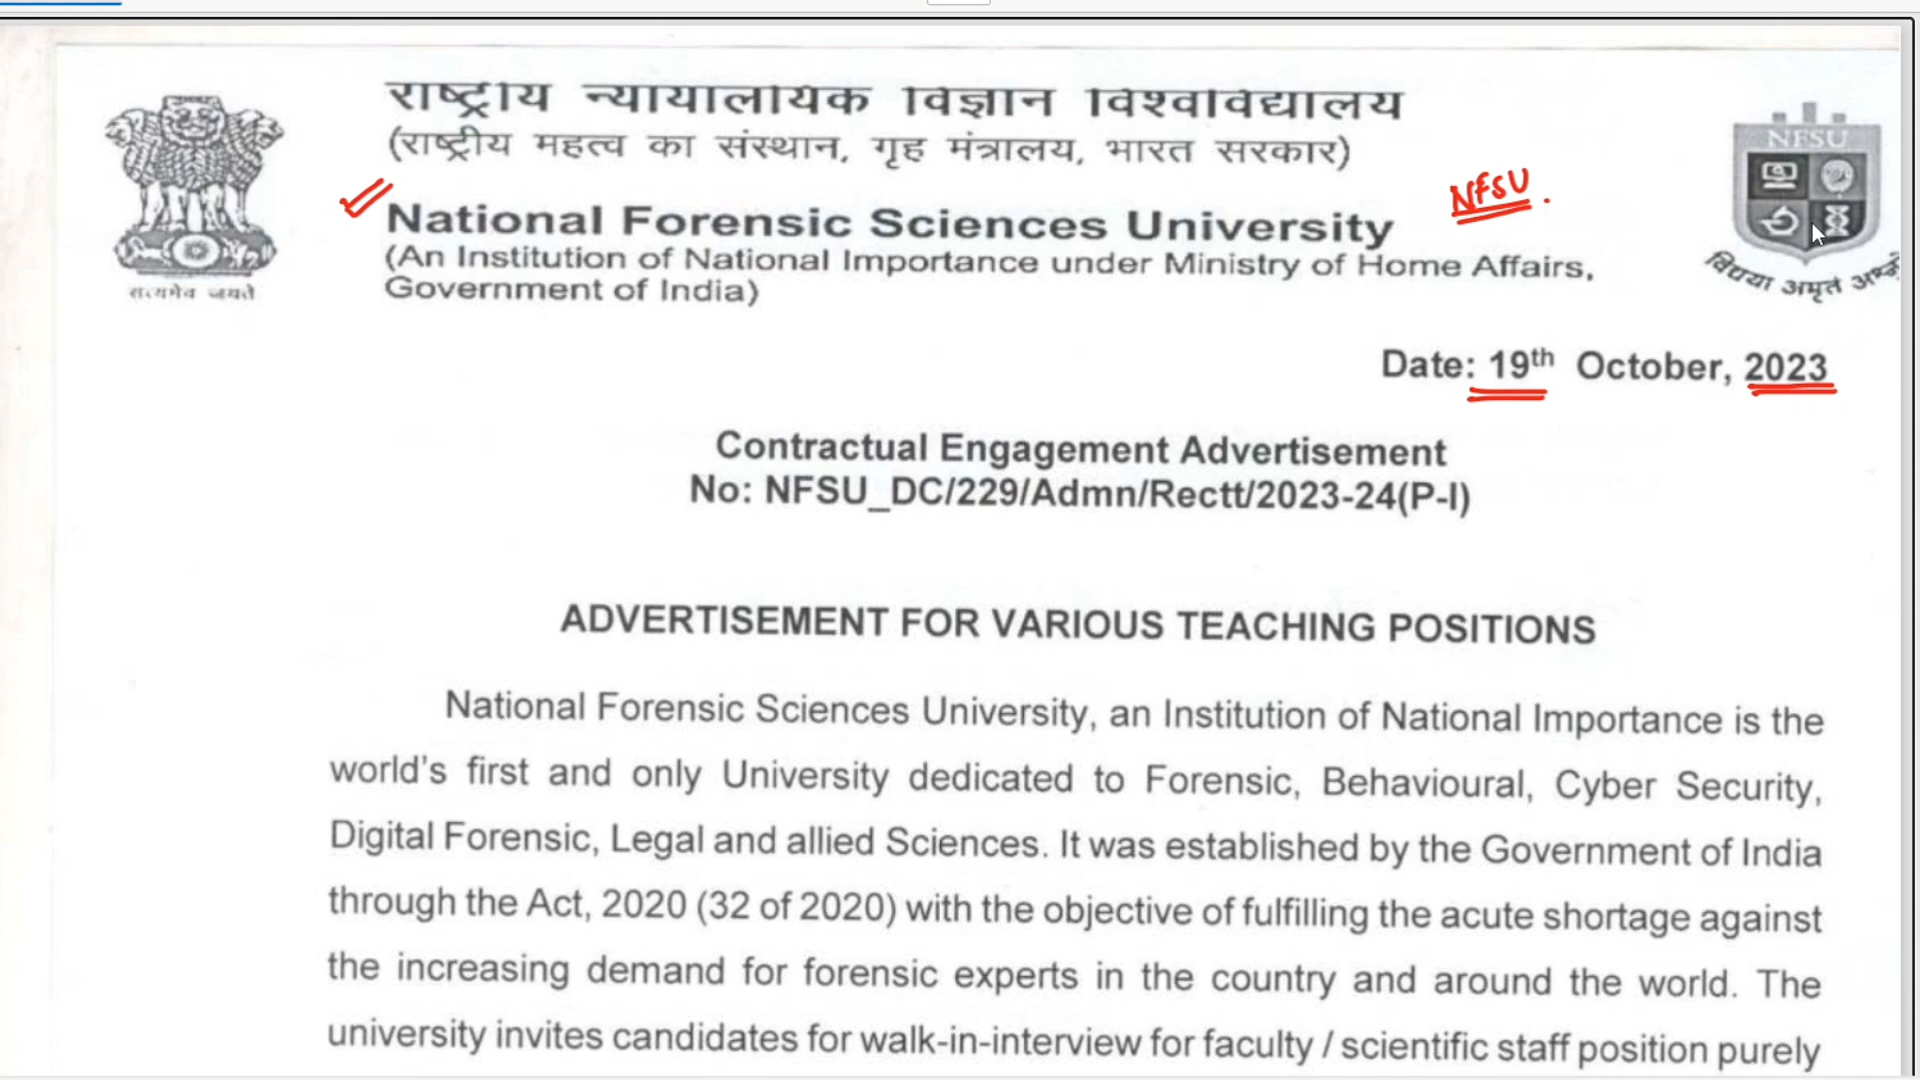 राष्ट्रीय न्यायालयिक विज्ञान विश्वविद्यालय
(राष्ट्रीय महत्व का संस्थान, गृह मंत्रालय, भारत सरकार)
NFSU
NFSU.
National Forensic Sciences University
(An Institution of National Importance under Ministry of Home Affairs,
Government of India)
सत्यमेव जयते
विद्यया अमृतं
Date: 19th October, 2023
Contractual Engagement Advertisement
No: NFSU_DC/229/Admn/Rectt/2023-24(P-I)
ADVERTISEMENT FOR VARIOUS TEACHING POSITIONS
National Forensic Sciences University, an Institution of National Importance is the
world's first and only University dedicated to Forensic, Behavioural, Cyber Security,
Digital Forensic, Legal and allied Sciences. It was established by the Government of India
through the Act, 2020 (32 of 2020) with the objective of fulfilling the acute shortage against
the increasing demand for forensic experts in the country and around the world. The
university invites candidates for walk-in-interview for faculty / scientific staff position purely